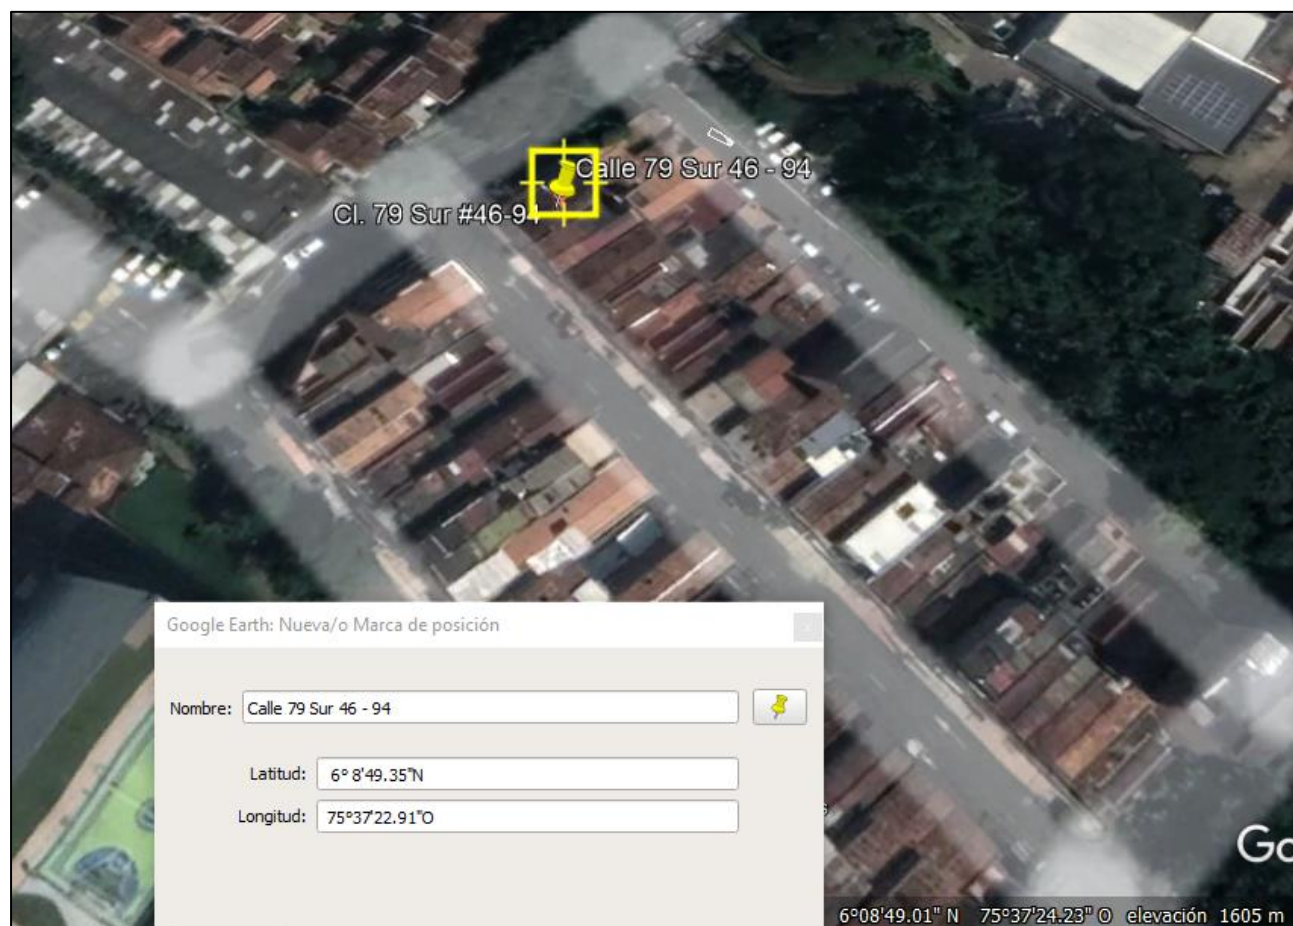 Calle 79 Sur 46 - 94
Cl. 79 Sur #46-94
Google Earth: Nueva/o Marca de posición
Nombre: Calle 79 Sur 46 - 94
Latitud: 6° 8'49.35"N
Longitud: 75°37'22.91"O
Go
6°08'49.01" N 75°37'24.23" O elevación 1605 m